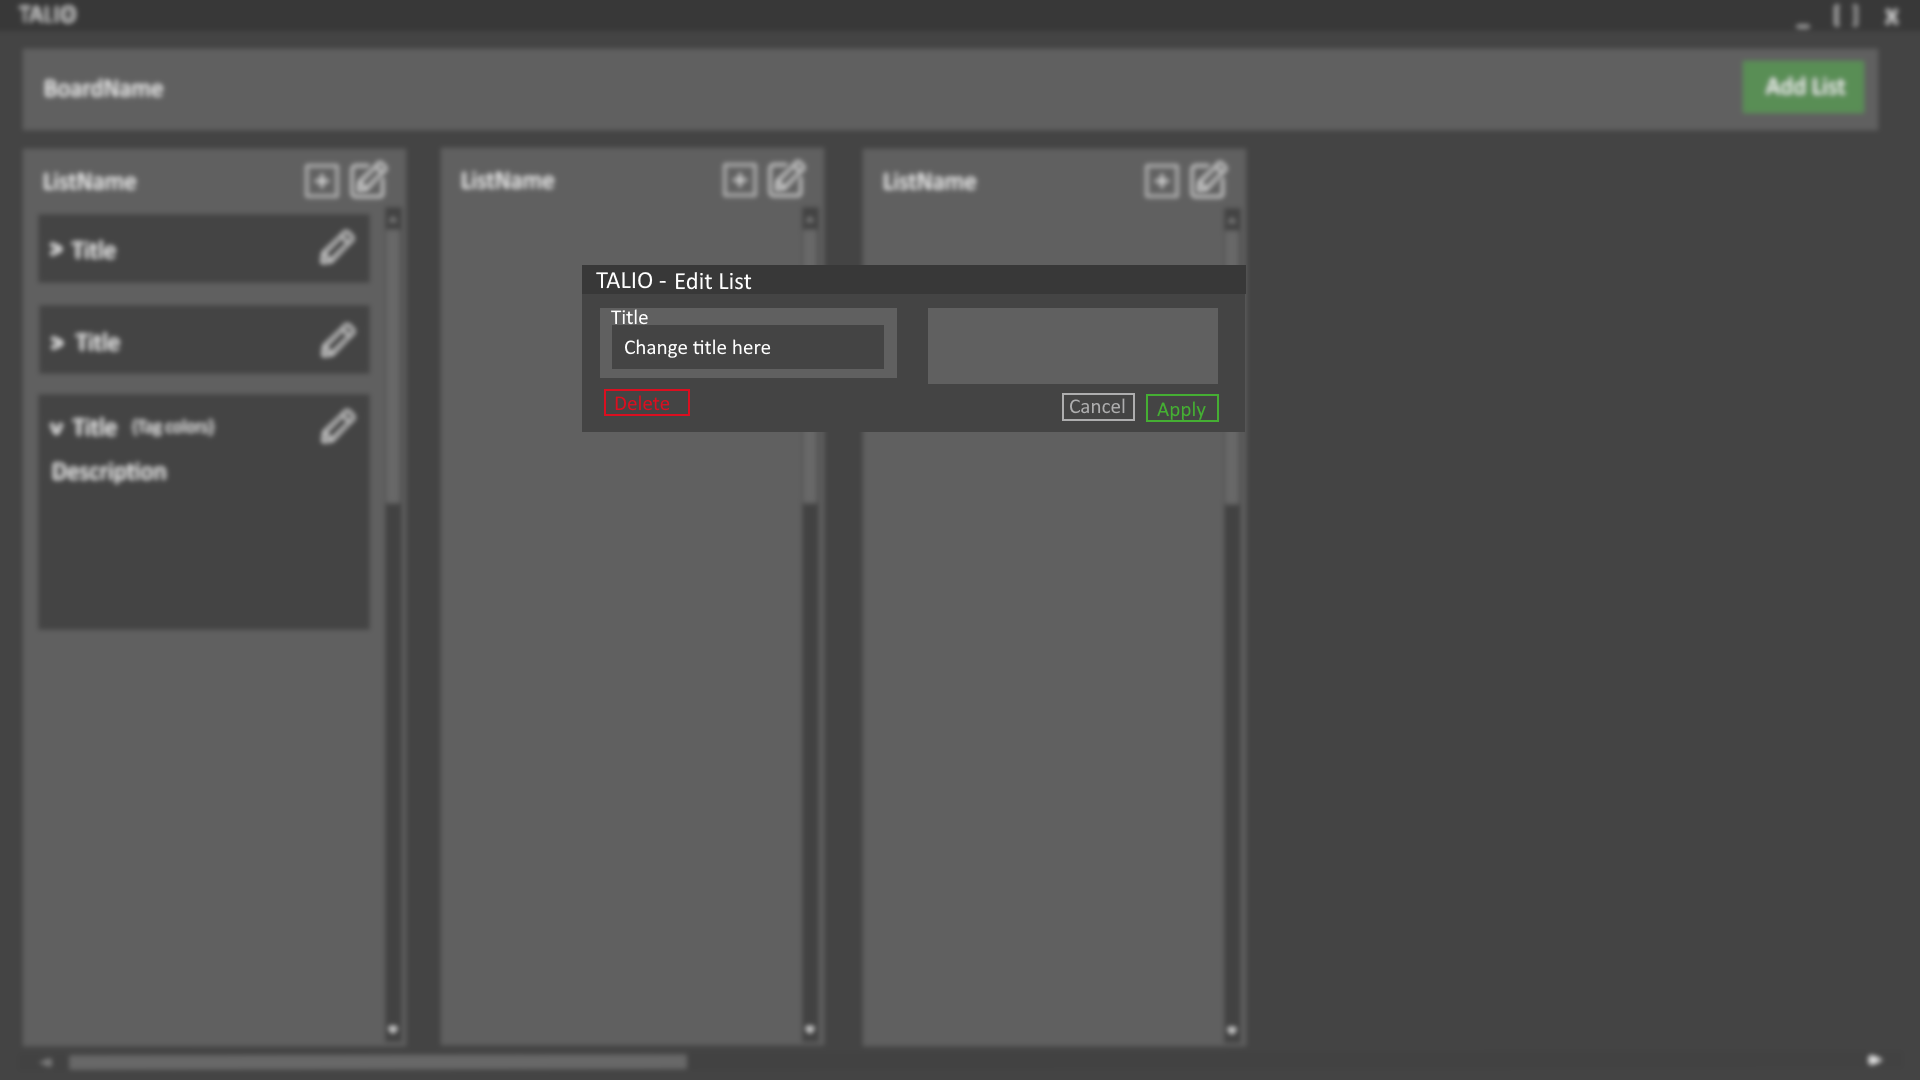 TALIO
BoardName
Add List
ListName
ListName
ListName
> Title
> Title
v Title (Tag colors)
Description
TALIO - Edit List
Title
Change title here
Delete
Cancel
Apply